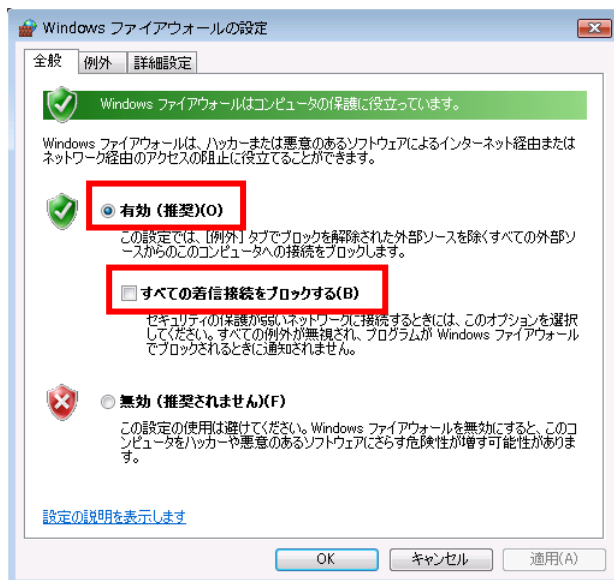 Windows ファイアウォールの設定
全般 例外 詳細設定
Windows ファイアウォールはコンピュータの保護に役立っています。
Windows ファイアウォールは、ハッカーまたは悪意のあるソフトウェアによるインターネット経由または
ネットワーク経由のアクセスの阻止に役立てることができます。
有効 (推奨)(O)
この設定では、[例外] タブでブロックを解除された外部ソースを除くすべての外部ソ
ースからのこのコンピュータへの接続をブロックします。
すべての着信接続をブロックする(B)
セキュリティの保護が弱いネットワークに接続するときには、このオプションを選択
してください。すべての例外が無視され、プログラムが Windows ファイアウォール
でブロックされるときに通知されません。
無効 (推奨されません)(F)
この設定の使用は避けてください。Windows ファイアウォールを無効にすると、このコ
ンピュータをハッカーや悪意のあるソフトウェアにさらす危険性が増す可能性がありま
す。
設定の説明を表示します
OK キャンセル 適用(A)